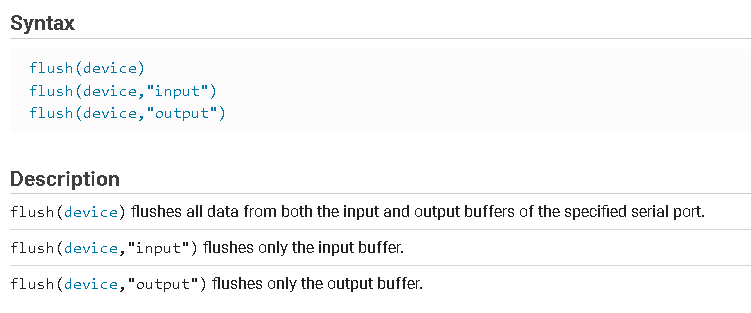 Syntax
flush(device)
flush(device,"input")
flush(device,"output")
Description
flush(device) flushes all data from both the input and output buffers of the specified serial port.
flush(device,"input") flushes only the input buffer.
flush(device,"output") flushes only the output buffer.